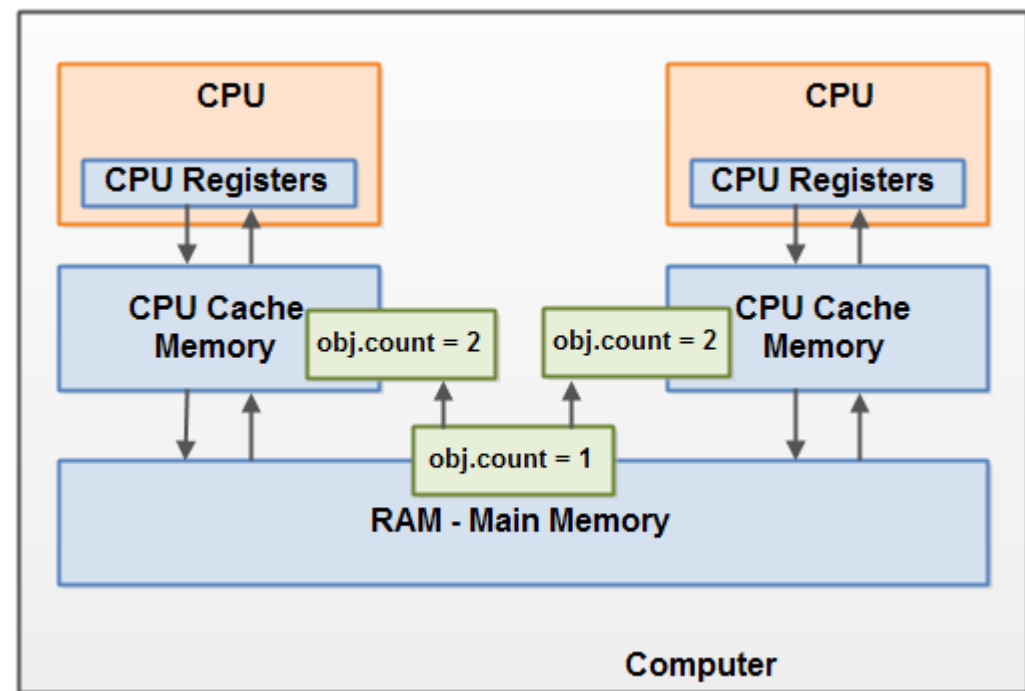 CPU
CPU Registers
CPU
CPU Registers
CPU Cache
Memory
obj.count = 2
obj.count = 2
CPU Cache
Memory
obj.count = 1
RAM - Main Memory
Computer